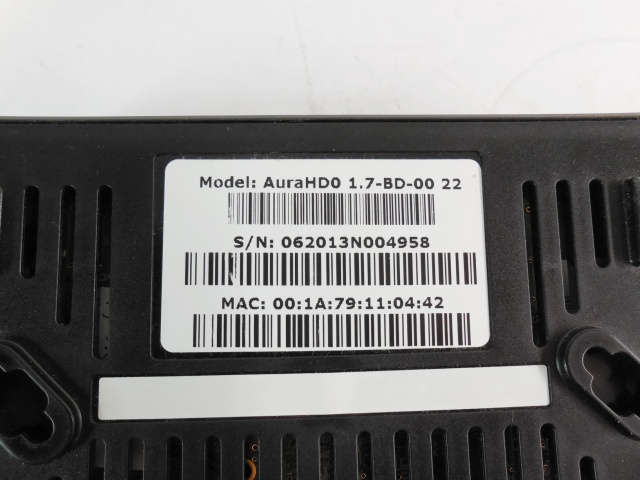 Model: AuraHD0 1.7-BD-00 22
S/N: 062013N004958
MAC: 00:1A:79:11:04:42